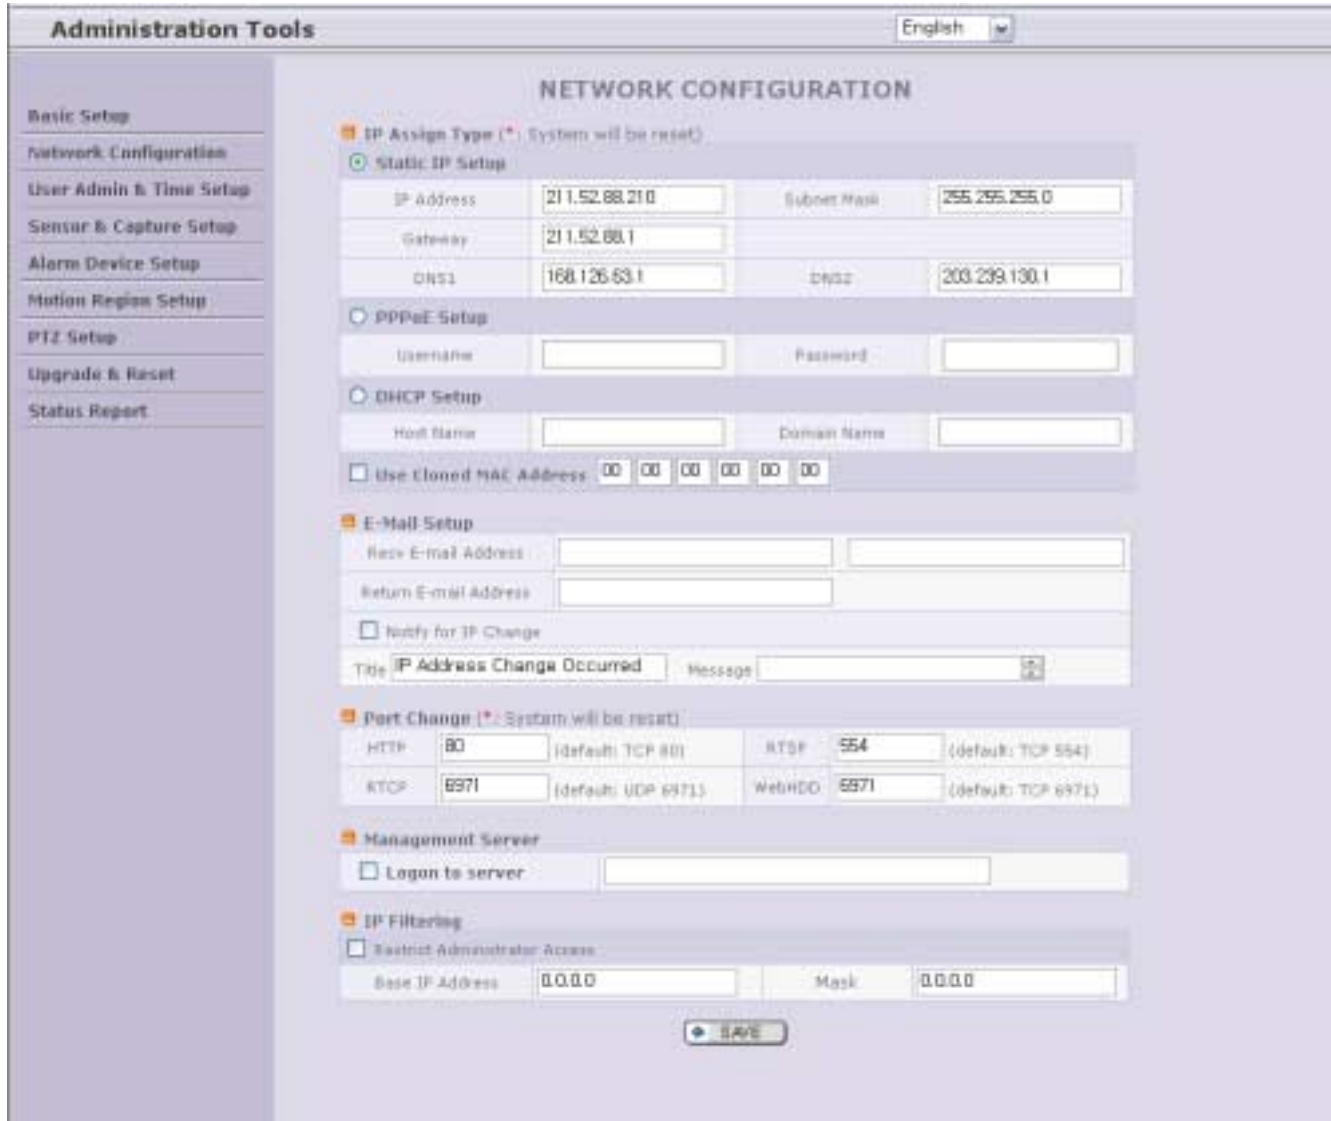 Administration Tools
English
Basic Setup
Network Configuration
User Admin & Time Setup
Sensor & Capture Setup
Alarm Device Setup
Motion Region Setup
PTZ Setup
Upgrade & Reset
Status Report
NETWORK CONFIGURATION
IP Assign Type (*: System will be reset)
Static IP Setup
IP Address 211.52.88.210 Subnet Mask 255.255.255.0
Gateway 211.52.88.1
DNS1 168.126.63.1 DNS2 203.239.130.1
PPPoE Setup
Username Password
DHCP Setup
Host Name Domain Name
Use Cloned MAC Address 00 00 00 00 00 00
E-Mail Setup
Recv E-mail Address
Return E-mail Address
Notify for IP Change
Title IP Address Change Occurred Message
Port Change (*: System will be reset)
HTTP 80 (default: TCP 80) RTSP 554 (default: TCP 554)
RTCP 6971 (default: UDP 6971) WebHDD 6971 (default: TCP 6971)
Management Server
Logon to server
IP Filtering
Restrict Administrator Access
Base IP Address 0.0.0.0 Mask 0.0.0.0
SAVE